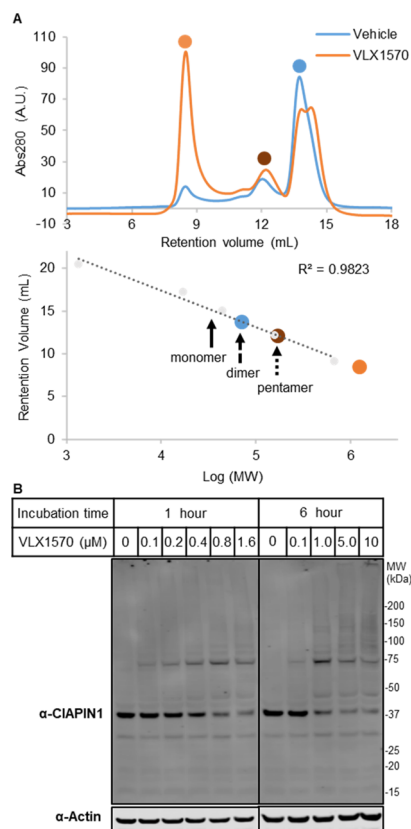 A
Vehicle
VLX1570
110
90
70
50
30
10
-10
Abs280 (A.U.)
3 6 9 12 15 18
Retention volume (mL)
20
15
10
5
0
Rentention Volume (mL)
R² = 0.9823
monomer
dimer
pentamer
3 4 5 6
Log (MW)
B
Incubation time 1 hour 6 hour
VLX1570 (µM) 0 0.1 0.2 0.4 0.8 1.6 0 0.1 1.0 5.0 10
MW
(kDa)
-200
-150
-100
-75
α-CIAPIN1
-37
-25
-20
-15
α-Actin